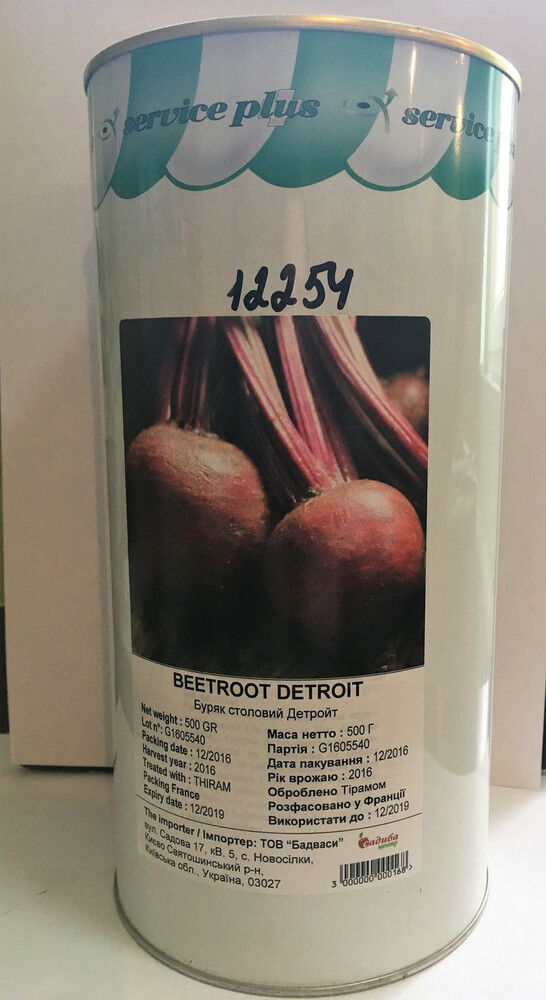 service plus
service
12254
BEETROOT DETROIT
Буряк столовий Детройт
Net weight : 500 GR
Lot n°: G1605540
Packing date : 12/2016
Harvest year : 2016
Treated with : THIRAM
Packing France
Expiry date : 12/2019
Маса нетто : 500 Г
Партія : G1605540
Дата пакування : 12/2016
Рік врожаю : 2016
Оброблено Тірамом
Розфасовано у Франції
Використати до : 12/2019
The importer / Імпортер: ТОВ "Бадваси"
вул. Садова 17, кВ. 5, с. Новосілки,
Києво Святошинський р-н,
Київська обл., Україна, 03027
Садиба
центр
3 000000 000168 >